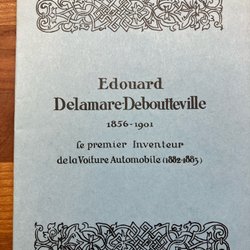 Edouard
Delamare-Deboutteville
1856-1901
Le premier Inventeur
de la Voiture Automobile (1882-1883)